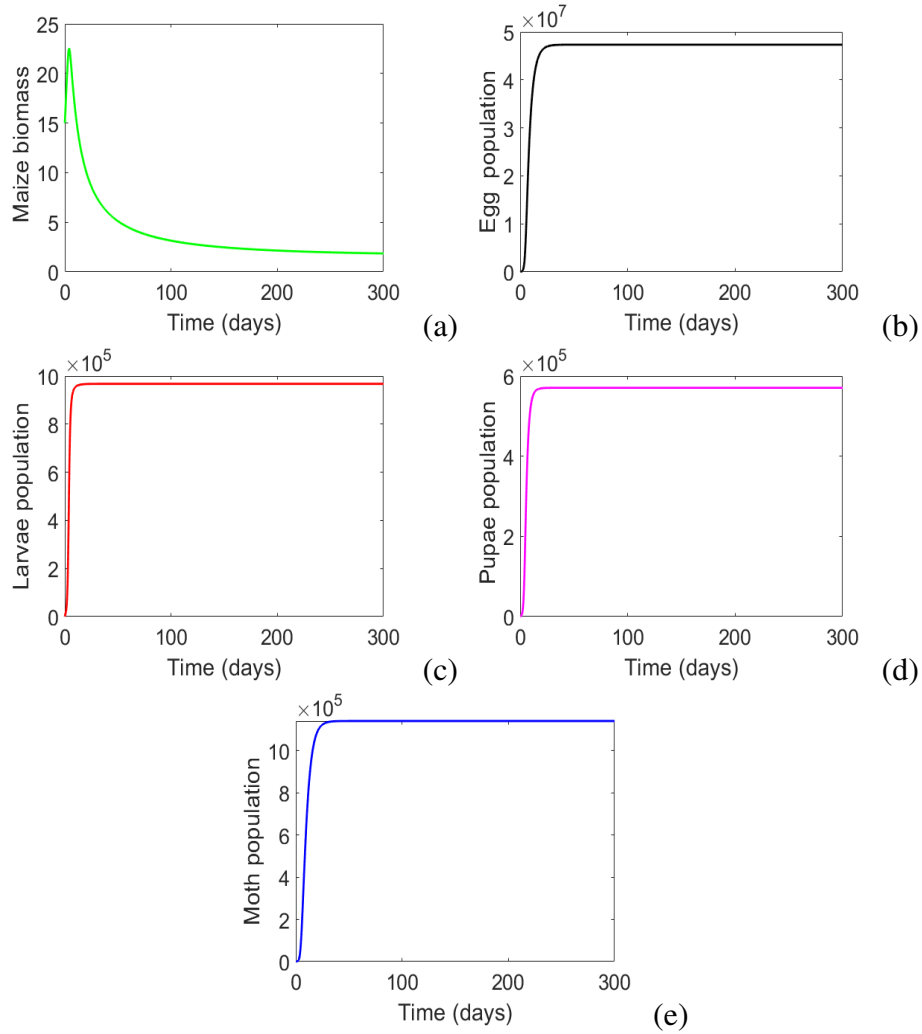 25
20
15
10
5
0
0 100 200 300
Maize biomass
Time (days)
(a)
×10^7
5
4
3
2
1
0
0 100 200 300
Egg population
Time (days)
(b)
×10^5
10
8
6
4
2
0
0 100 200 300
Larvae population
Time (days)
(c)
×10^5
6
4
2
0
0 100 200 300
Pupae population
Time (days)
(d)
×10^5
10
8
6
4
2
0
0 100 200 300
Moth population
Time (days)
(e)